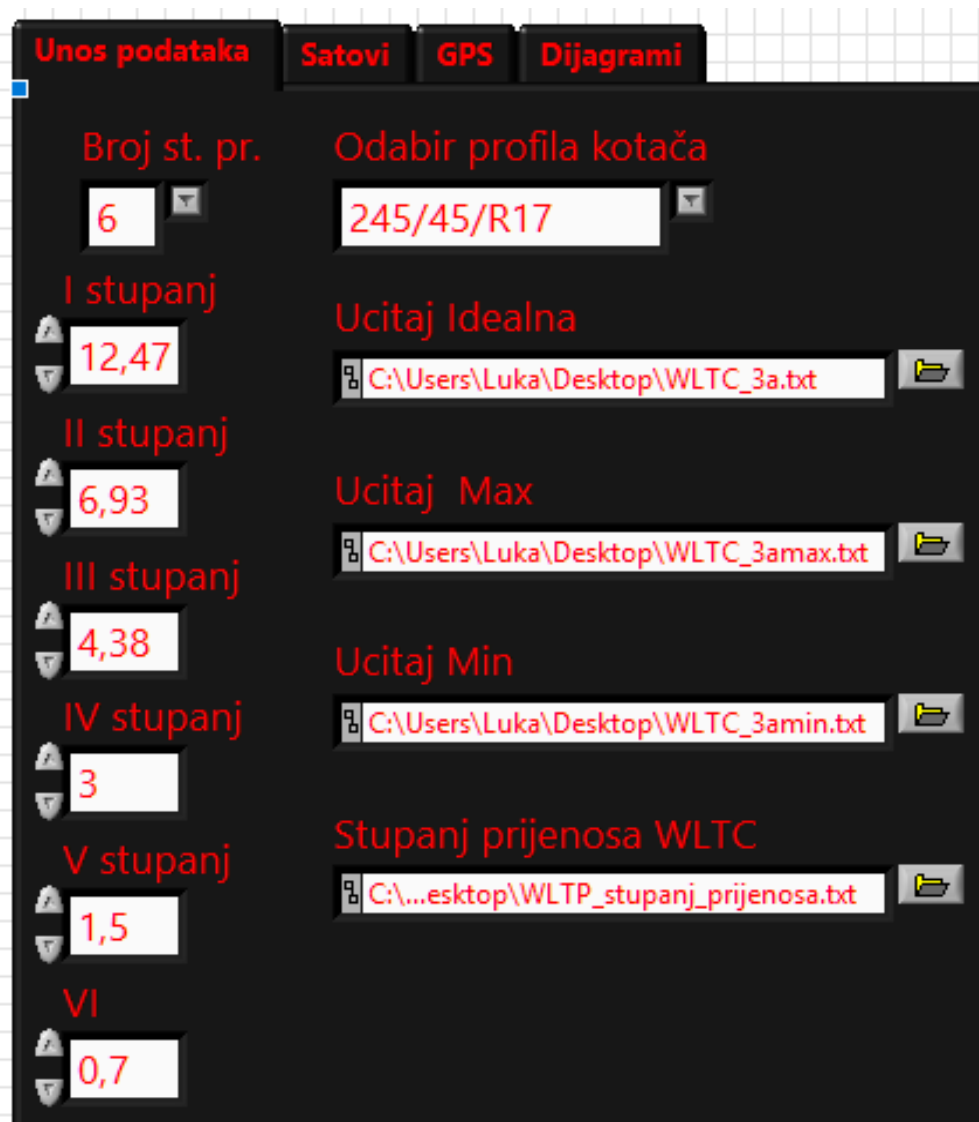 Unos podataka
Satovi
GPS
Dijagrami
Broj st. pr.
6
I stupanj
12,47
II stupanj
6,93
III stupanj
4,38
IV stupanj
3
V stupanj
1,5
VI
0,7
Odabir profila kotača
245/45/R17
Ucitaj Idealna
C:\Users\Luka\Desktop\WLTC_3a.txt
Ucitaj  Max
C:\Users\Luka\Desktop\WLTC_3amax.txt
Ucitaj Min
C:\Users\Luka\Desktop\WLTC_3amin.txt
Stupanj prijenosa WLTC
C:\...esktop\WLTP_stupanj_prijenosa.txt